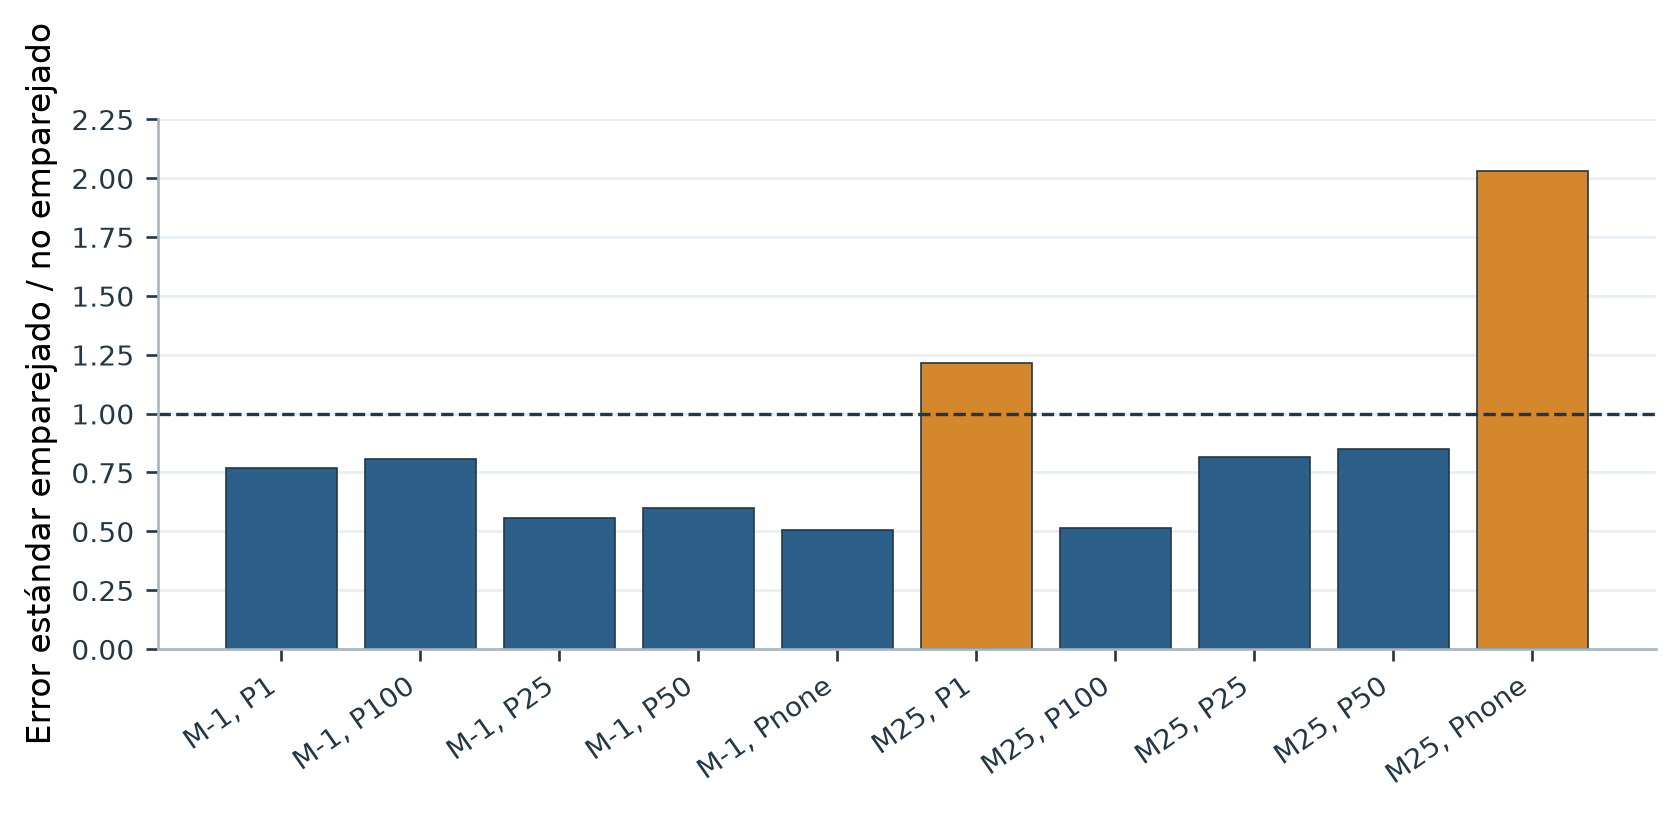 Error estándar emparejado / no emparejado
2.25
2.00
1.75
1.50
1.25
1.00
0.75
0.50
0.25
0.00
M-1, P1
M-1, P100
M-1, P25
M-1, P50
M-1, Pnone
M25, P1
M25, P100
M25, P25
M25, P50
M25, Pnone